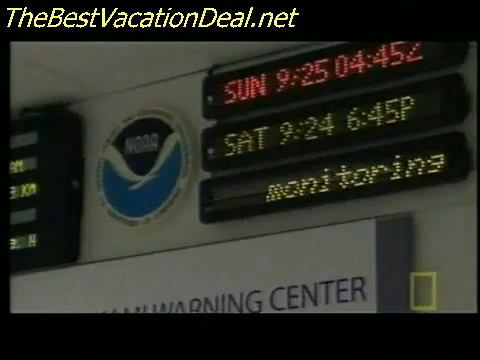 TheBestVacationDeal.net
SUN 9:25 04:45Z
SAT 9:24 6:45P
monitoring
NOAA
WARNING CENTER